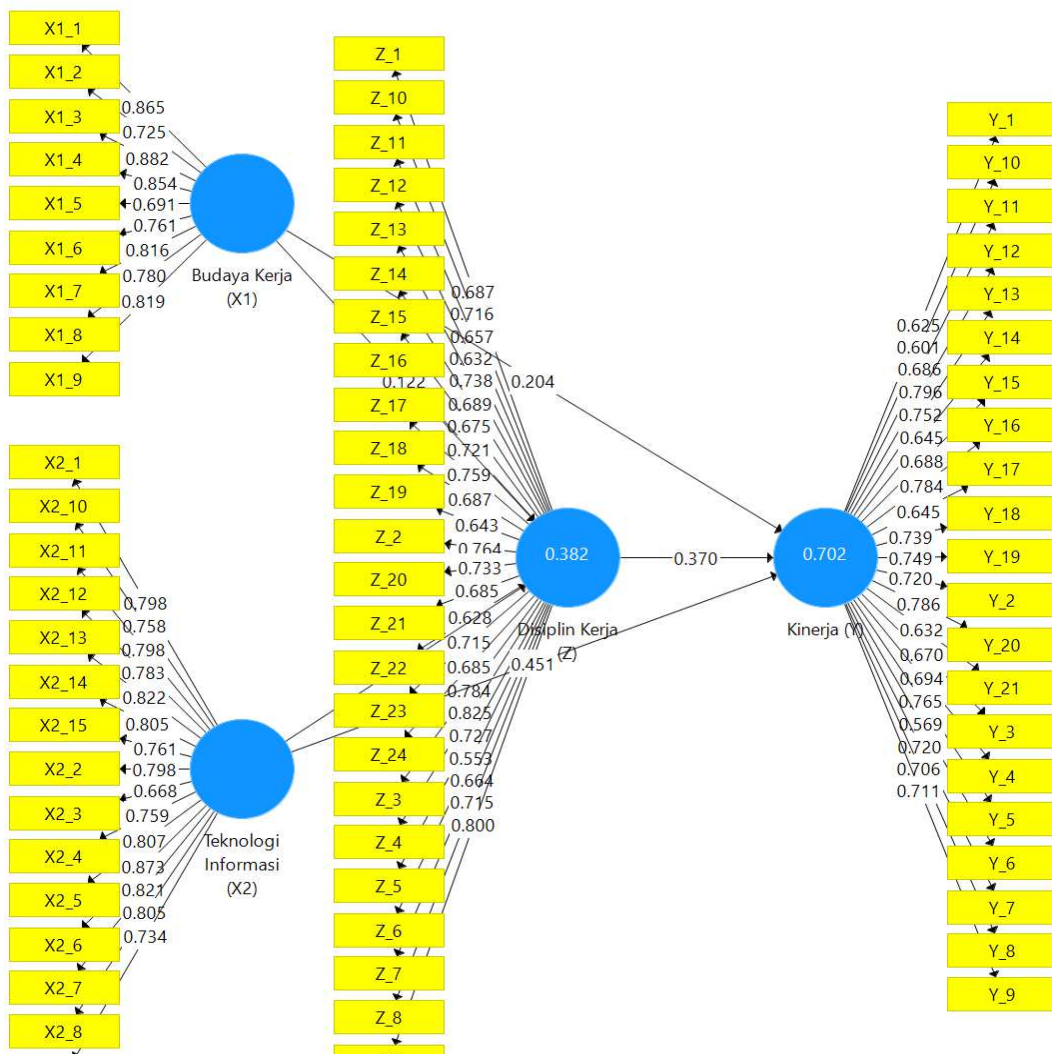 X1_1
X1_2
X1_3
X1_4
X1_5
X1_6
X1_7
X1_8
X1_9
0.865
0.725
0.882
0.854
0.691
0.761
0.816
0.780
0.819
Budaya Kerja
(X1)
X2_1
X2_10
X2_11
X2_12
X2_13
X2_14
X2_15
X2_2
X2_3
X2_4
X2_5
X2_6
X2_7
X2_8
0.798
0.758
0.798
0.783
0.822
0.805
0.761
0.798
0.668
0.759
0.807
0.873
0.821
0.805
0.734
Teknologi
Informasi
(X2)
Z_1
Z_10
Z_11
Z_12
Z_13
Z_14
Z_15
Z_16
Z_17
Z_18
Z_19
Z_2
Z_20
Z_21
Z_22
Z_23
Z_24
Z_3
Z_4
Z_5
Z_6
Z_7
Z_8
0.122
0.687
0.716
0.657
0.632
0.738
0.689
0.675
0.721
0.759
0.687
0.643
0.764
0.733
0.685
0.628
0.715
0.685
0.784
0.825
0.727
0.553
0.664
0.715
0.800
0.204
0.382
Disiplin Kerja
(Z)
0.370
0.451
0.702
Kinerja (Y)
0.625
0.601
0.686
0.796
0.752
0.645
0.688
0.784
0.645
0.739
0.749
0.720
0.786
0.632
0.670
0.694
0.765
0.569
0.720
0.706
0.711
Y_1
Y_10
Y_11
Y_12
Y_13
Y_14
Y_15
Y_16
Y_17
Y_18
Y_19
Y_2
Y_20
Y_21
Y_3
Y_4
Y_5
Y_6
Y_7
Y_8
Y_9